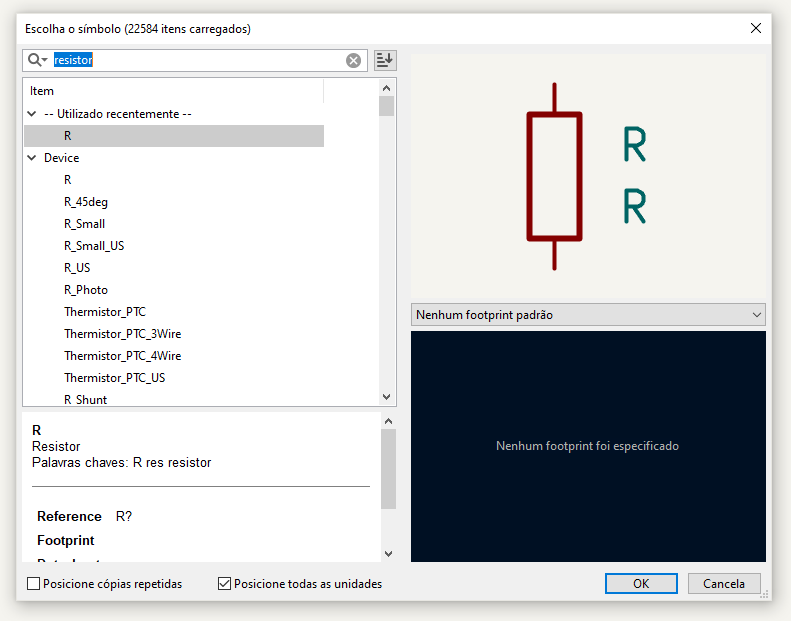 Escolha o símbolo (22584 itens carregados)
resistor
Item
-- Utilizado recentemente --
R
Device
R
R_45deg
R_Small
R_Small_US
R_US
R_Photo
Thermistor_PTC
Thermistor_PTC_3Wire
Thermistor_PTC_4Wire
Thermistor_PTC_US
R_Shunt
R
Resistor
Palavras chaves: R res resistor
Reference R?
Footprint
R
R
Nenhum footprint padrão
Nenhum footprint foi especificado
Posicione cópias repetidas
Posicione todas as unidades
OK
Cancela